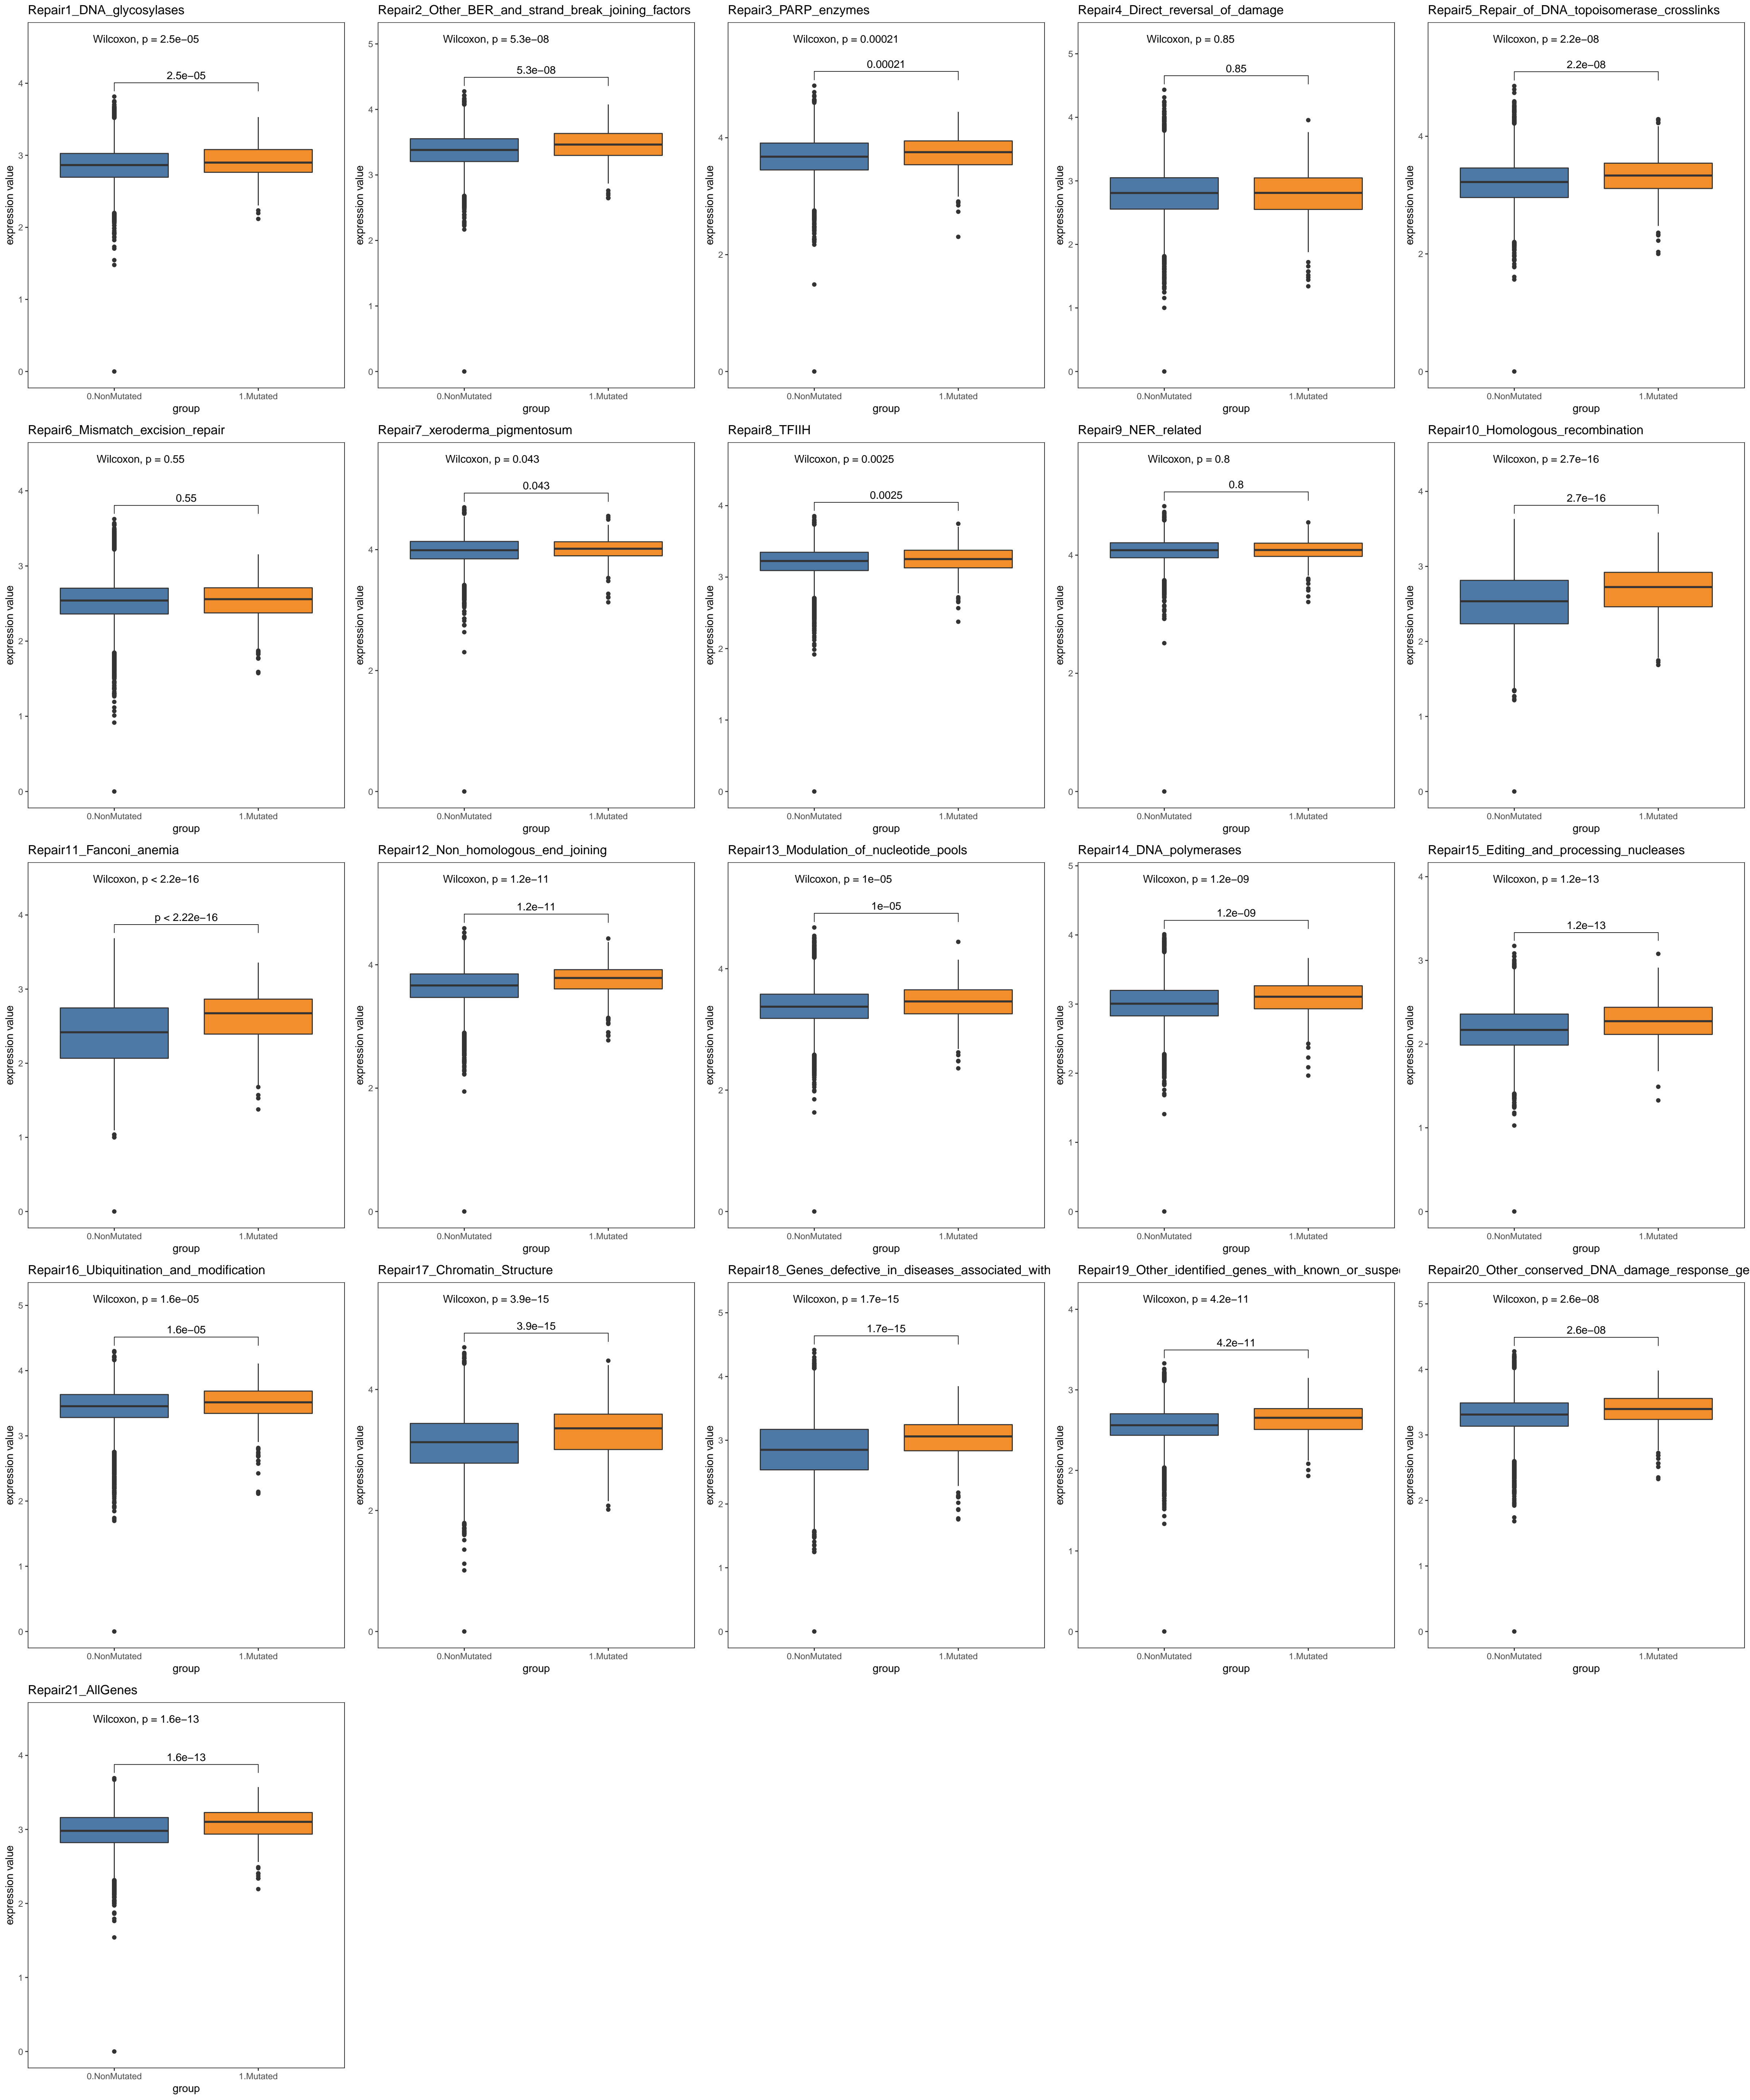 Repair1_DNA_glycosylases
Wilcoxon, p = 2.5e−05
2.5e−05
4
3
2
1
0
expression value
0.NonMutated
1.Mutated
group
Repair2_Other_BER_and_strand_break_joining_factors
Wilcoxon, p = 5.3e−08
5.3e−08
5
4
3
2
1
0
expression value
0.NonMutated
1.Mutated
group
Repair3_PARP_enzymes
Wilcoxon, p = 0.00021
0.00021
4
2
0
expression value
0.NonMutated
1.Mutated
group
Repair4_Direct_reversal_of_damage
Wilcoxon, p = 0.85
0.85
5
4
3
2
1
0
expression value
0.NonMutated
1.Mutated
group
Repair5_Repair_of_DNA_topoisomerase_crosslinks
Wilcoxon, p = 2.2e−08
2.2e−08
4
2
0
expression value
0.NonMutated
1.Mutated
group
Repair6_Mismatch_excision_repair
Wilcoxon, p = 0.55
0.55
4
3
2
1
0
expression value
0.NonMutated
1.Mutated
group
Repair7_xeroderma_pigmentosum
Wilcoxon, p = 0.043
0.043
4
2
0
expression value
0.NonMutated
1.Mutated
group
Repair8_TFIIH
Wilcoxon, p = 0.0025
0.0025
4
3
2
1
0
expression value
0.NonMutated
1.Mutated
group
Repair9_NER_related
Wilcoxon, p = 0.8
0.8
4
2
0
expression value
0.NonMutated
1.Mutated
group
Repair10_Homologous_recombination
Wilcoxon, p = 2.7e−16
2.7e−16
4
3
2
1
0
expression value
0.NonMutated
1.Mutated
group
Repair11_Fanconi_anemia
Wilcoxon, p < 2.2e−16
p < 2.22e−16
4
3
2
1
0
expression value
0.NonMutated
1.Mutated
group
Repair12_Non_homologous_end_joining
Wilcoxon, p = 1.2e−11
1.2e−11
4
2
0
expression value
0.NonMutated
1.Mutated
group
Repair13_Modulation_of_nucleotide_pools
Wilcoxon, p = 1e−05
1e−05
4
2
0
expression value
0.NonMutated
1.Mutated
group
Repair14_DNA_polymerases
Wilcoxon, p = 1.2e−09
1.2e−09
5
4
3
2
1
0
expression value
0.NonMutated
1.Mutated
group
Repair15_Editing_and_processing_nucleases
Wilcoxon, p = 1.2e−13
1.2e−13
4
3
2
1
0
expression value
0.NonMutated
1.Mutated
group
Repair16_Ubiquitination_and_modification
Wilcoxon, p = 1.6e−05
1.6e−05
5
4
3
2
1
0
expression value
0.NonMutated
1.Mutated
group
Repair17_Chromatin_Structure
Wilcoxon, p = 3.9e−15
3.9e−15
4
2
0
expression value
0.NonMutated
1.Mutated
group
Repair18_Genes_defective_in_diseases_associated_with
Wilcoxon, p = 1.7e−15
1.7e−15
5
4
3
2
1
0
expression value
0.NonMutated
1.Mutated
group
Repair19_Other_identified_genes_with_known_or_suspe
Wilcoxon, p = 4.2e−11
4.2e−11
4
3
2
1
0
expression value
0.NonMutated
1.Mutated
group
Repair20_Other_conserved_DNA_damage_response_ge
Wilcoxon, p = 2.6e−08
2.6e−08
5
4
3
2
1
0
expression value
0.NonMutated
1.Mutated
group
Repair21_AllGenes
Wilcoxon, p = 1.6e−13
1.6e−13
4
3
2
1
0
expression value
0.NonMutated
1.Mutated
group